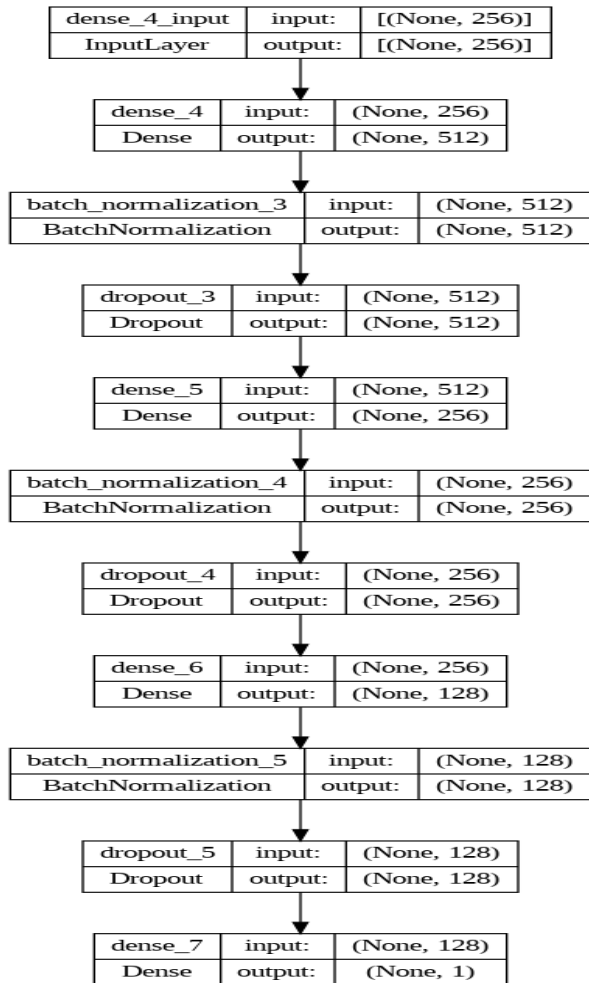 dense_4_input input: [(None, 256)]
InputLayer output: [(None, 256)]
dense_4 input: (None, 256)
Dense output: (None, 512)
batch_normalization_3 input: (None, 512)
BatchNormalization output: (None, 512)
dropout_3 input: (None, 512)
Dropout output: (None, 512)
dense_5 input: (None, 512)
Dense output: (None, 256)
batch_normalization_4 input: (None, 256)
BatchNormalization output: (None, 256)
dropout_4 input: (None, 256)
Dropout output: (None, 256)
dense_6 input: (None, 256)
Dense output: (None, 128)
batch_normalization_5 input: (None, 128)
BatchNormalization output: (None, 128)
dropout_5 input: (None, 128)
Dropout output: (None, 128)
dense_7 input: (None, 128)
Dense output: (None, 1)